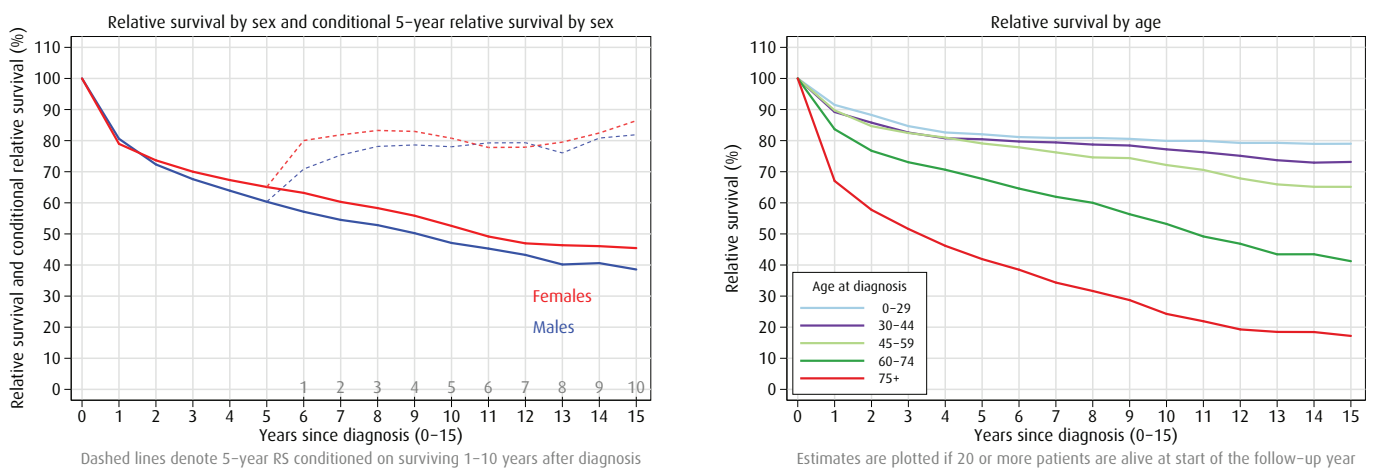 Relative survival by sex and conditional 5-year relative survival by sex
Relative survival and conditional relative survival (%)
110
100
90
80
70
60
50
40
30
20
10
0
Females
Males
1 2 3 4 5 6 7 8 9 10
0 1 2 3 4 5 6 7 8 9 10 11 12 13 14 15
Years since diagnosis (0-15)
Dashed lines denote 5-year RS conditioned on surviving 1-10 years after diagnosis
Relative survival by age
Relative survival (%)
110
100
90
80
70
60
50
40
30
20
10
0
Age at diagnosis
0-29
30-44
45-59
60-74
75+
0 1 2 3 4 5 6 7 8 9 10 11 12 13 14 15
Years since diagnosis (0-15)
Estimates are plotted if 20 or more patients are alive at start of the follow-up year